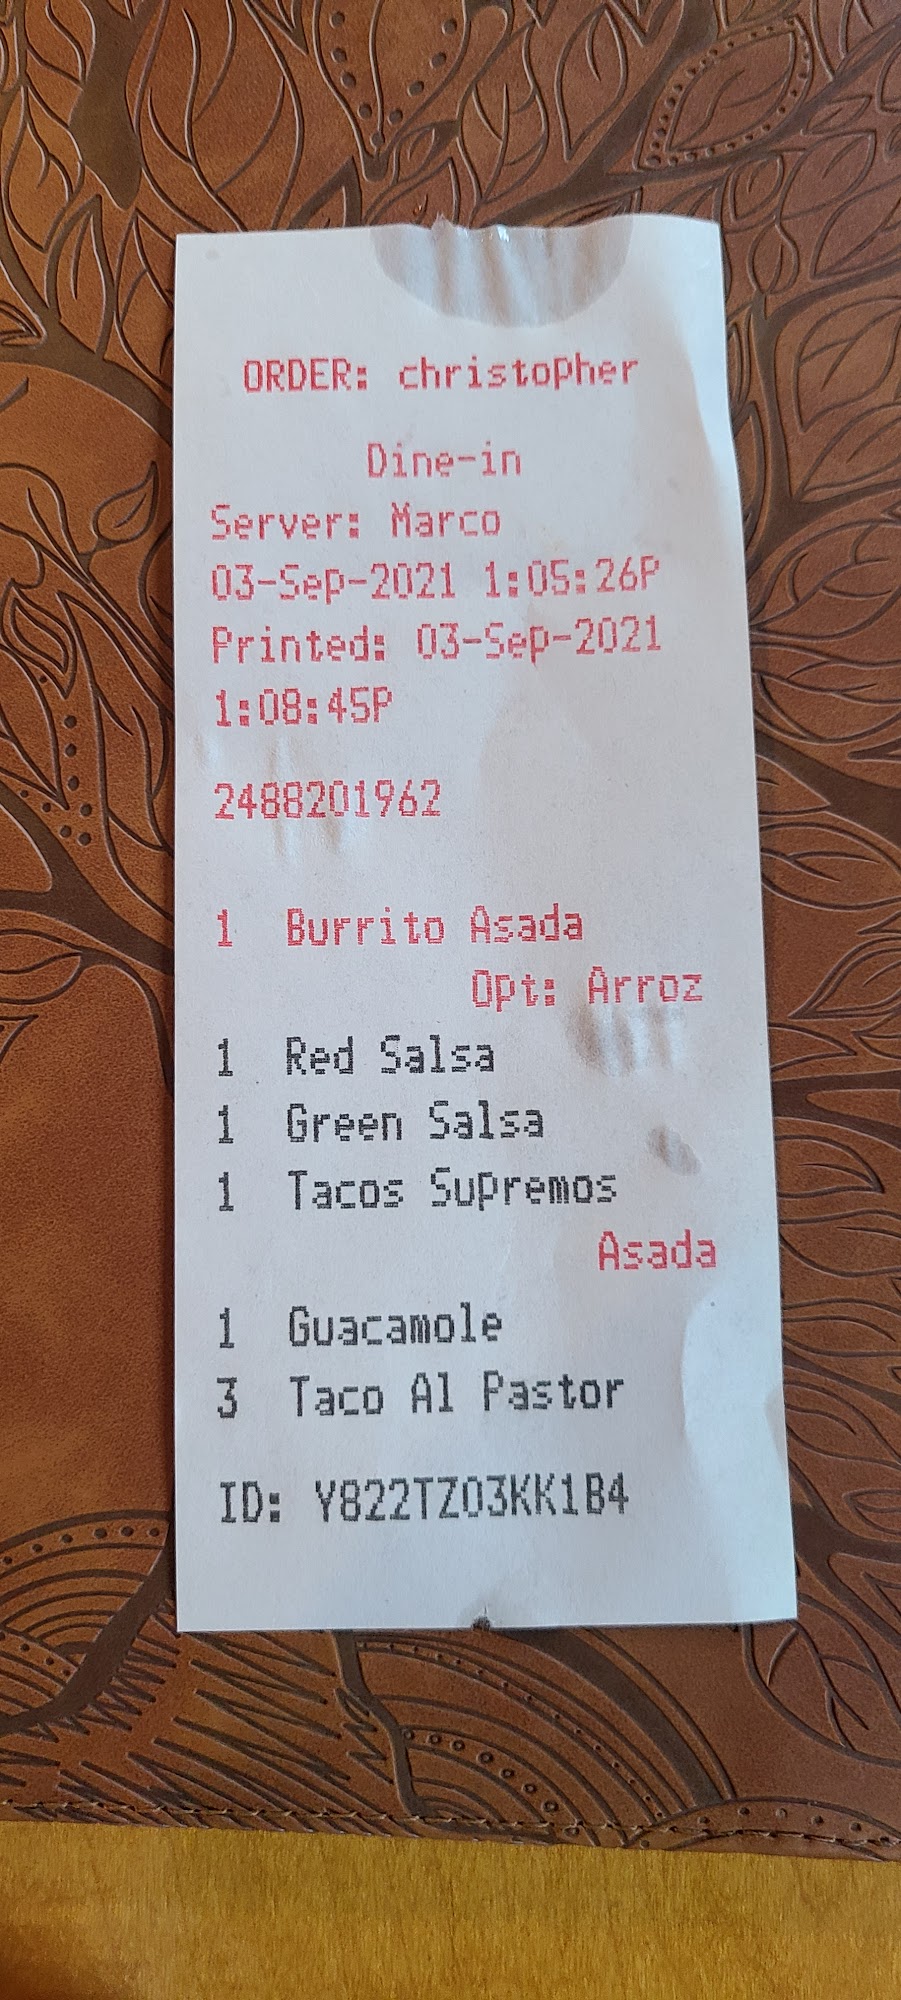 ORDER: christopher
Dine-in
Server: Marco
03-Sep-2021 1:05:26P
Printed: 03-Sep-2021
1:08:45P
2488201962
1 Burrito Asada
Opt: Arroz
1 Red Salsa
1 Green Salsa
1 Tacos Supremos
Asada
1 Guacamole
3 Taco Al Pastor
ID: Y822TZ03KK1B4